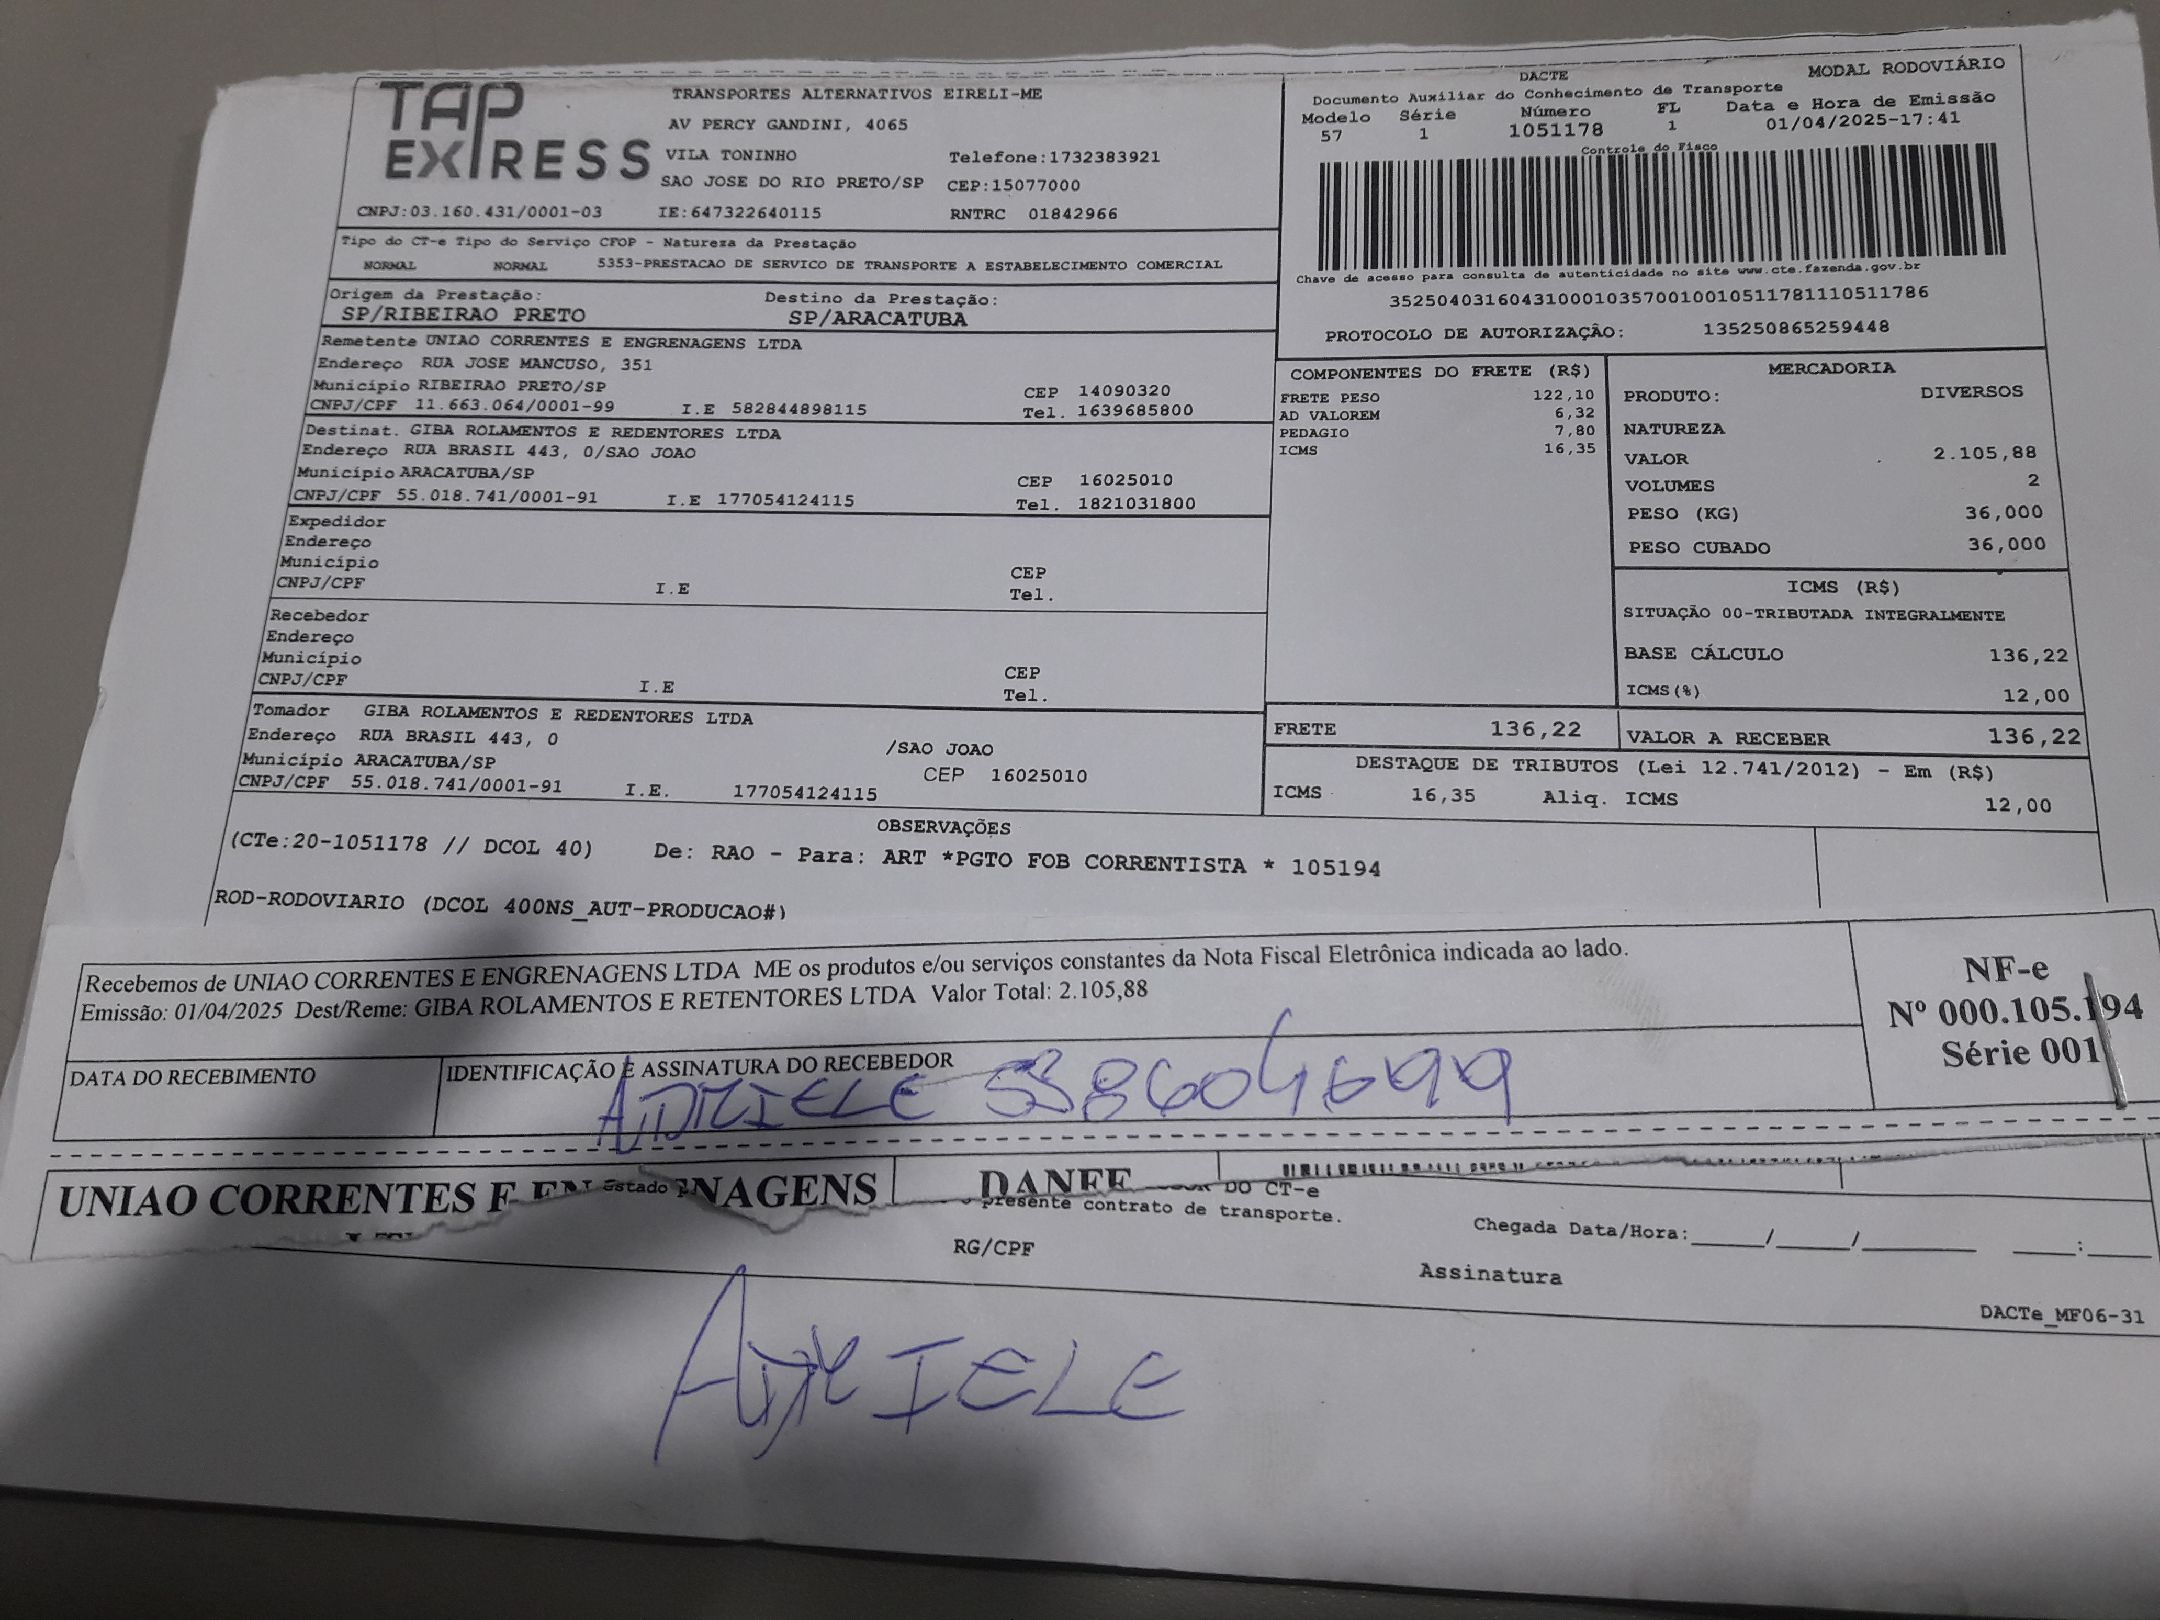 TAP EXPRESS
TRANSPORTES ALTERNATIVOS EIRELI-ME
AV PERCY GANDINI, 4065
VILA TONINHO Telefone:1732383921
SAO JOSE DO RIO PRETO/SP CEP:15077000
CNPJ:03.160.431/0001-03 IE:647322640115 RNTRC 01842966
DACTE MODAL RODOVIÁRIO
Documento Auxiliar do Conhecimento de Transporte
Modelo Série Número FL Data e Hora de Emissão
57 1 1051178 1 01/04/2025-17:41
Controle do Fisco
Chave de acesso para consulta de autenticidade no site www.cte.fazenda.gov.br
35250403160431000103570010010511781110511786
PROTOCOLO DE AUTORIZAÇÃO: 135250865259448
Tipo do CT-e Tipo do Serviço CFOP - Natureza da Prestação
NORMAL NORMAL 5353-PRESTACAO DE SERVICO DE TRANSPORTE A ESTABELECIMENTO COMERCIAL
Origem da Prestação: Destino da Prestação:
SP/RIBEIRAO PRETO SP/ARACATUBA
Remetente UNIAO CORRENTES E ENGRENAGENS LTDA
Endereço RUA JOSE MANCUSO, 351
Município RIBEIRAO PRETO/SP CEP 14090320
CNPJ/CPF 11.663.064/0001-99 I.E 582844898115 Tel. 1639685800
Destinat. GIBA ROLAMENTOS E REDENTORES LTDA
Endereço RUA BRASIL 443, 0/SAO JOAO
Município ARACATUBA/SP CEP 16025010
CNPJ/CPF 55.018.741/0001-91 I.E 177054124115 Tel. 1821031800
Expedidor
Endereço
Município CEP
CNPJ/CPF I.E Tel.
Recebedor
Endereço
Município CEP
CNPJ/CPF I.E Tel.
Tomador GIBA ROLAMENTOS E REDENTORES LTDA
Endereço RUA BRASIL 443, 0 /SAO JOAO
Município ARACATUBA/SP CEP 16025010
CNPJ/CPF 55.018.741/0001-91 I.E. 177054124115
COMPONENTES DO FRETE (R$)
FRETE PESO 122,10
AD VALOREM 6,32
PEDAGIO 7,80
ICMS 16,35
MERCADORIA
PRODUTO: DIVERSOS
NATUREZA
VALOR 2.105,88
VOLUMES 2
PESO (KG) 36,000
PESO CUBADO 36,000
ICMS (R$)
SITUAÇÃO 00-TRIBUTADA INTEGRALMENTE
BASE CÁLCULO 136,22
ICMS(%) 12,00
FRETE 136,22 VALOR A RECEBER 136,22
DESTAQUE DE TRIBUTOS (Lei 12.741/2012) - Em (R$)
ICMS 16,35 Aliq. ICMS 12,00
OBSERVAÇÕES
(CTe:20-1051178 // DCOL 40) De: RAO - Para: ART *PGTO FOB CORRENTISTA * 105194
ROD-RODOVIARIO (DCOL 400NS_AUT-PRODUCAO#)
Recebemos de UNIAO CORRENTES E ENGRENAGENS LTDA ME os produtos e/ou serviços constantes da Nota Fiscal Eletrônica indicada ao lado.
Emissão: 01/04/2025 Dest/Reme: GIBA ROLAMENTOS E RETENTORES LTDA Valor Total: 2.105,88
NF-e
Nº 000.105.194
Série 001
DATA DO RECEBIMENTO IDENTIFICAÇÃO E ASSINATURA DO RECEBEDOR
ADRIELE 538604699
UNIAO CORRENTES E ENGRENAGENS DANFE
estado DO CT-e
presente contrato de transporte.
Chegada Data/Hora:_____/_____/_______ ____:____
RG/CPF Assinatura
DACTe_MF06-31
ADRIELE